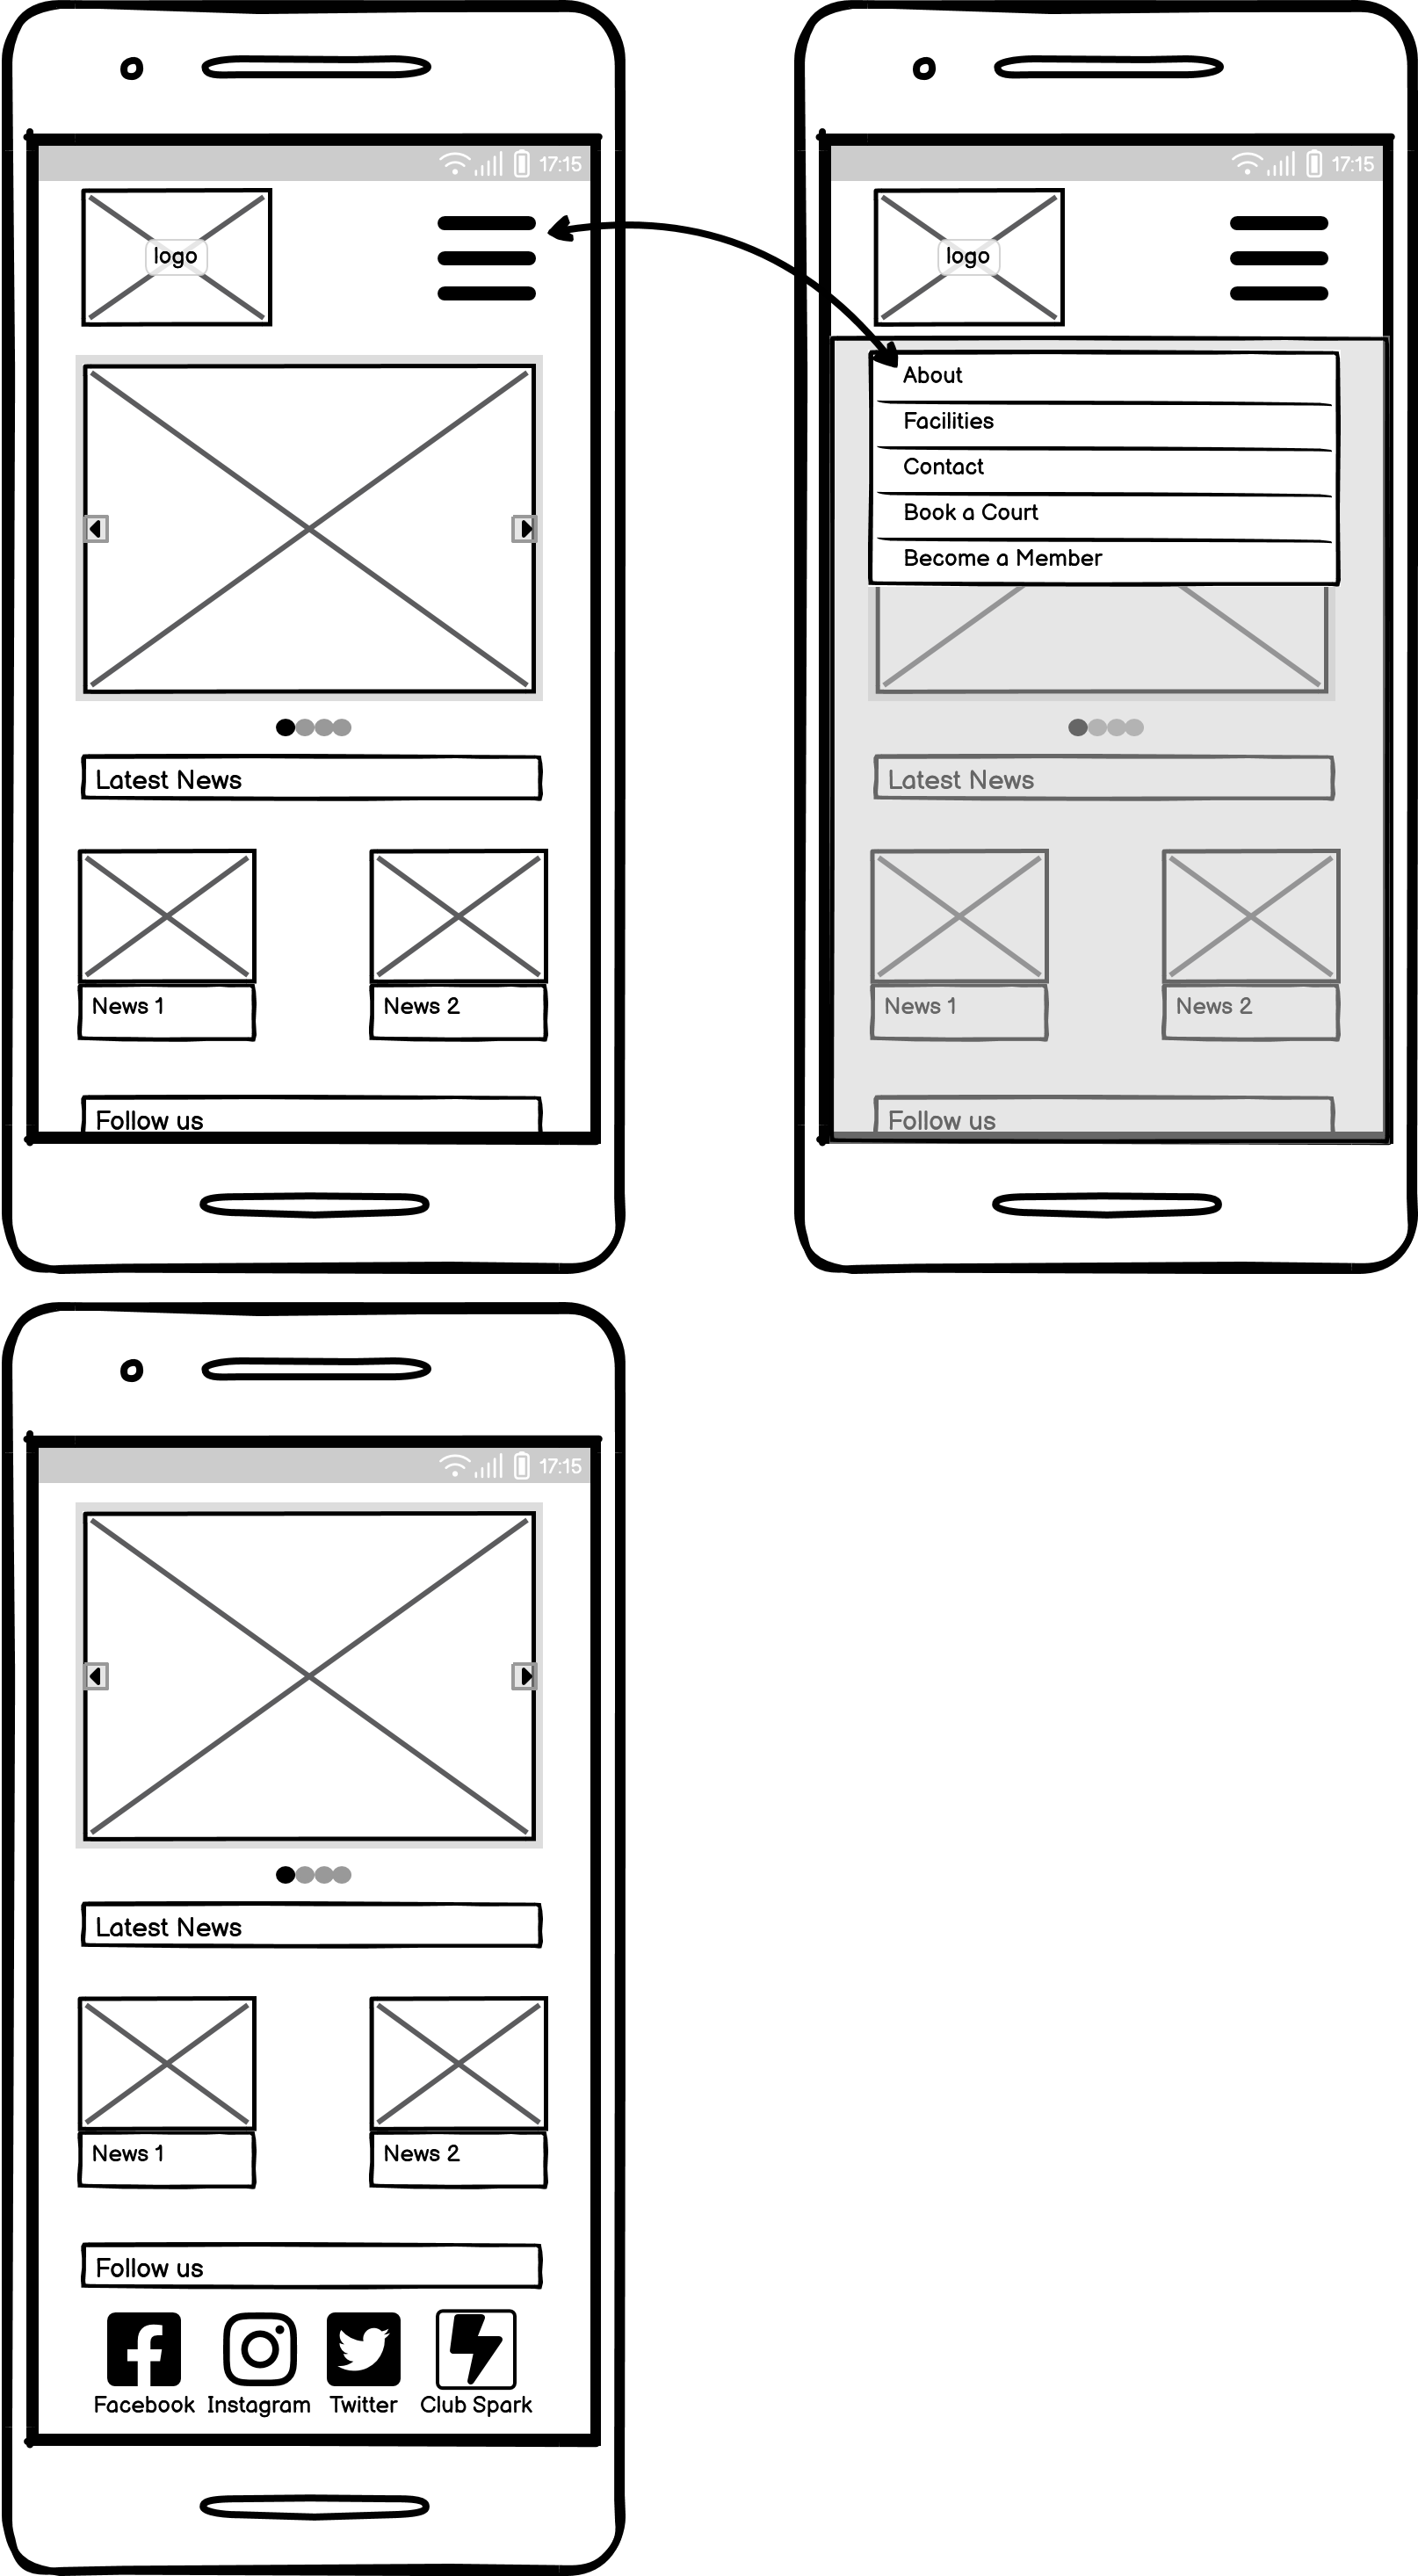 17:15
logo
Latest News
News 1
News 2
Follow us
17:15
logo
About
Facilities
Contact
Book a Court
Become a Member
Latest News
News 1
News 2
Follow us
17:15
Latest News
News 1
News 2
Follow us
Facebook
Instagram
Twitter
Club Spark